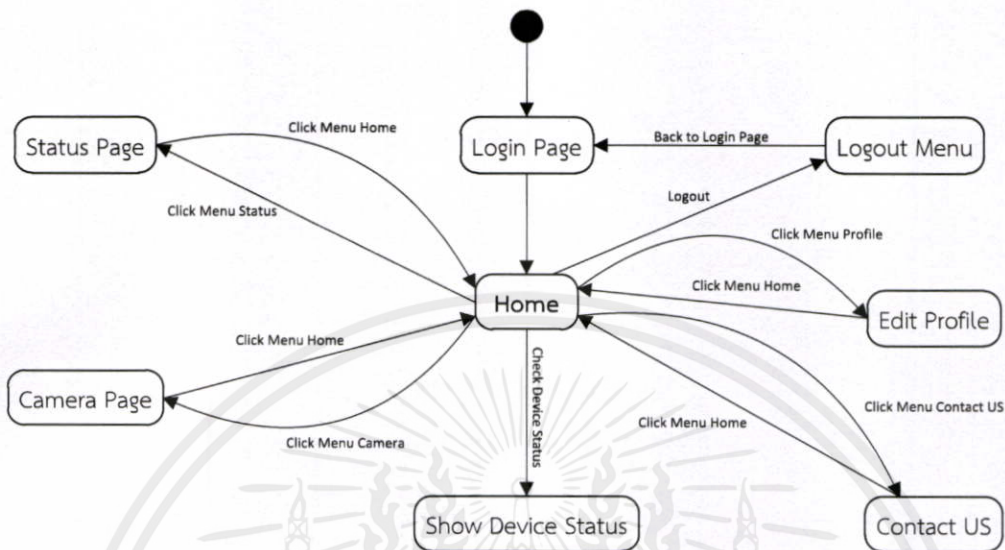 Status Page
Click Menu Home
Login Page
Back to Login Page
Logout Menu
Click Menu Status
Logout
Click Menu Profile
Home
Click Menu Home
Edit Profile
Click Menu Home
Camera Page
Click Menu Camera
Check Device Status
Click Menu Home
Click Menu Contact US
Show Device Status
Contact US